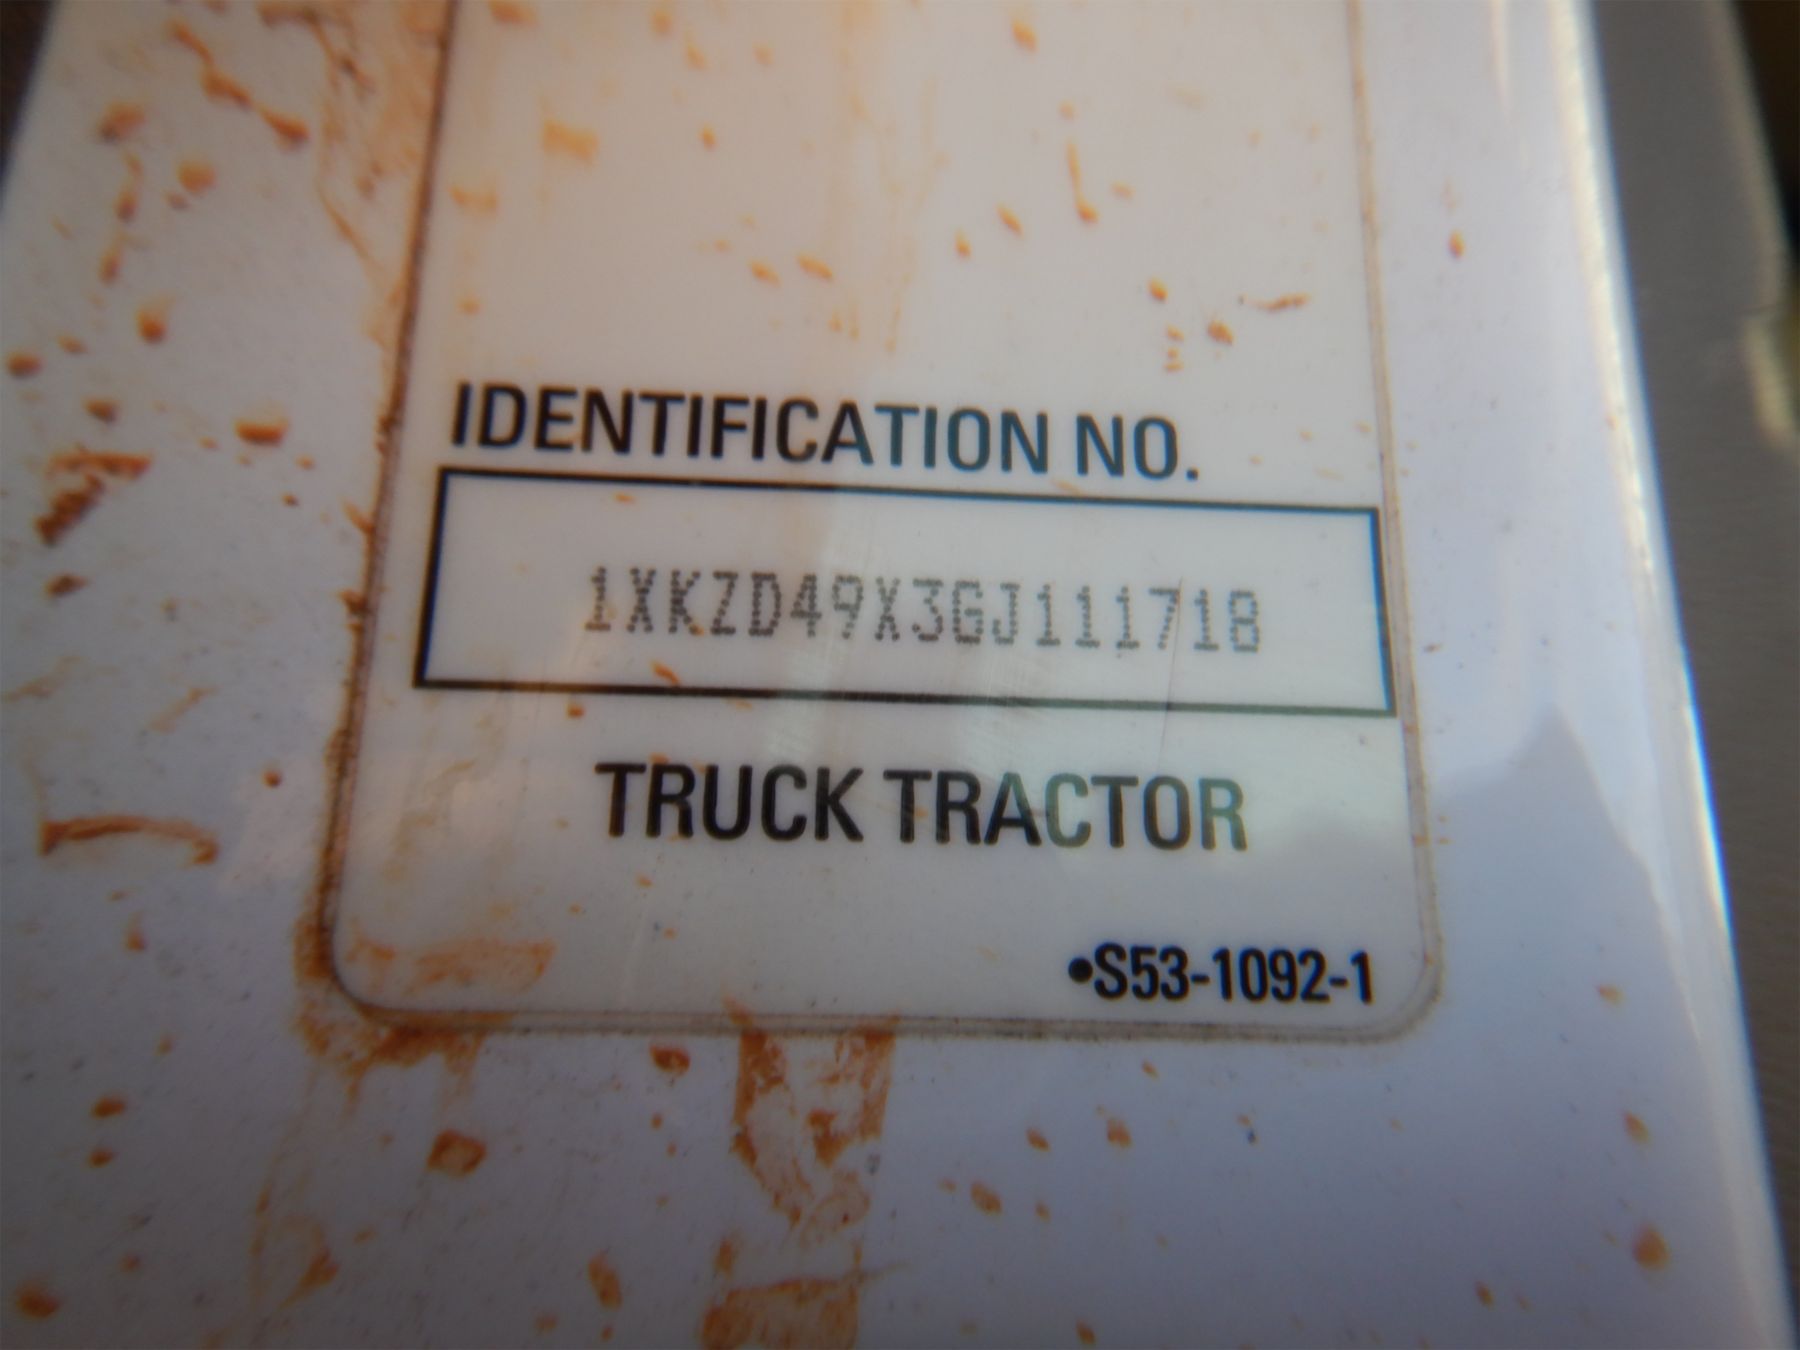 IDENTIFICATION NO.
1XKZD49X3GJ111718
TRUCK TRACTOR
•S53-1092-1